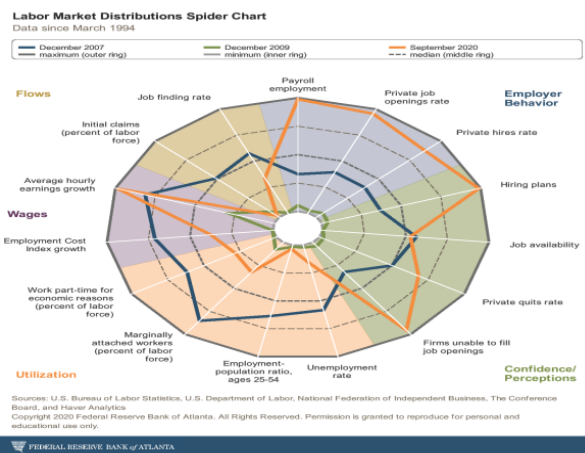 Labor Market Distributions Spider Chart
Data since March 1994
December 2007
December 2009
September 2020
maximum (outer ring)
minimum (inner ring)
median (middle ring)
Flows
Employer
Behavior
Payroll
employment
Private job
openings rate
Job finding rate
Initial claims
(percent of labor
force)
Private hires rate
Average hourly
earnings growth
Hiring plans
Wages
Employment Cost
Index growth
Job availability
Work part-time for
economic reasons
(percent of labor
force)
Private quits rate
Marginally
attached workers
(percent of labor
force)
Firms unable to fill
job openings
Employment-
population ratio,
ages 25-54
Unemployment
rate
Utilization
Confidence/
Perceptions
Sources: U.S. Bureau of Labor Statistics, U.S. Department of Labor, National Federation of Independent Business, The Conference
Board, and Haver Analytics
Copyright 2020 Federal Reserve Bank of Atlanta. All Rights Reserved. Permission is granted to reproduce for personal and
educational use only.
FEDERAL RESERVE BANK of ATLANTA